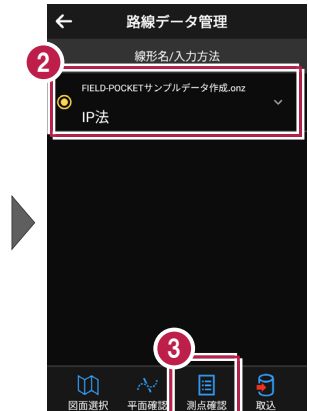 路線データ管理
線形名/入力方法
2
FIELD-POCKETサンプルデータ作成.onz
IP法
3
図面選択 平面確認 測点確認 取込